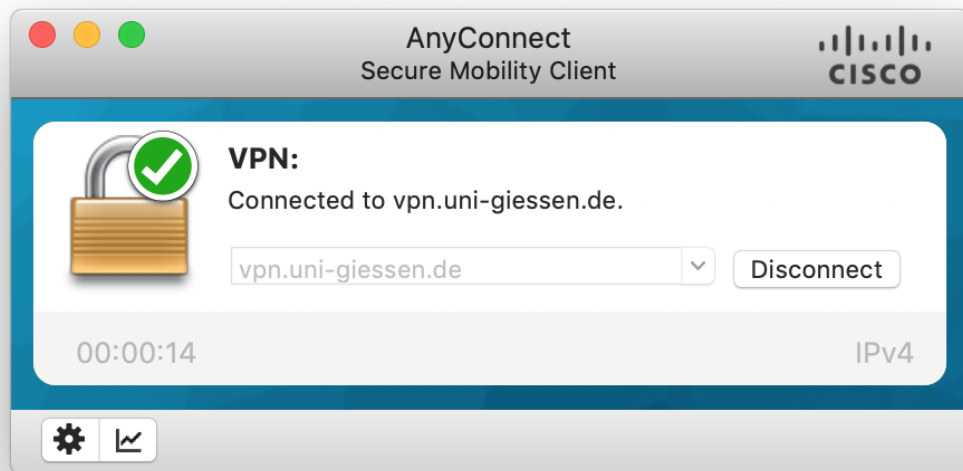 AnyConnect
Secure Mobility Client
CISCO
VPN:
Connected to vpn.uni-giessen.de.
vpn.uni-giessen.de
Disconnect
00:00:14
IPv4